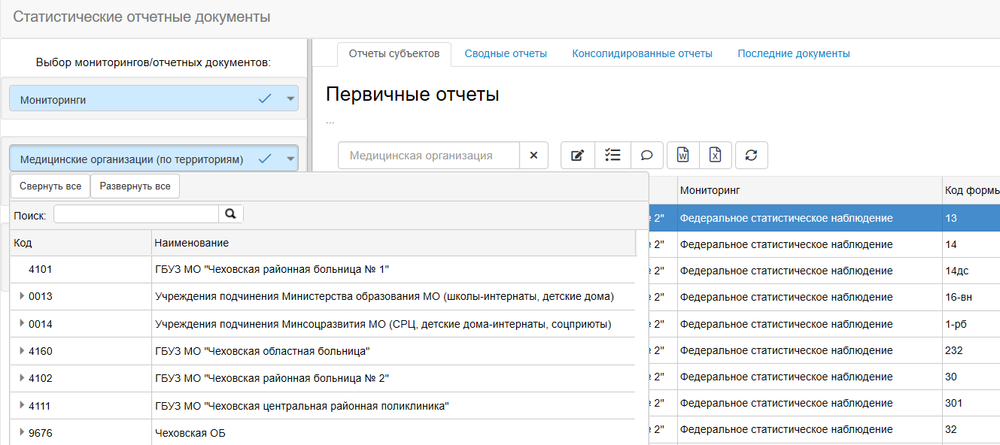 Статистические отчетные документы
Выбор мониторингов/отчетных документов:
Мониторинги
Медицинские организации (по территориям)
Свернуть все Развернуть все
Поиск:
Код Наименование
4101 ГБУЗ МО "Чеховская районная больница № 1"
0013 Учреждения подчинения Министерства образования МО (школы-интернаты, детские дома)
0014 Учреждения подчинения Минсоцразвития МО (СРЦ, детские дома-интернаты, соцприюты)
4160 ГБУЗ МО "Чеховская областная больница"
4102 ГБУЗ МО "Чеховская районная больница № 2"
4111 ГБУЗ МО "Чеховская центральная районная поликлиника"
9676 Чеховская ОБ
Отчеты субъектов Сводные отчеты Консолидированные отчеты Последние документы
Первичные отчеты
...
Медицинская организация
Мониторинг Код формы
2" Федеральное статистическое наблюдение 13
2" Федеральное статистическое наблюдение 14
2" Федеральное статистическое наблюдение 14дс
2" Федеральное статистическое наблюдение 16-вн
2" Федеральное статистическое наблюдение 1-рб
2" Федеральное статистическое наблюдение 232
2" Федеральное статистическое наблюдение 30
2" Федеральное статистическое наблюдение 301
2" Федеральное статистическое наблюдение 32